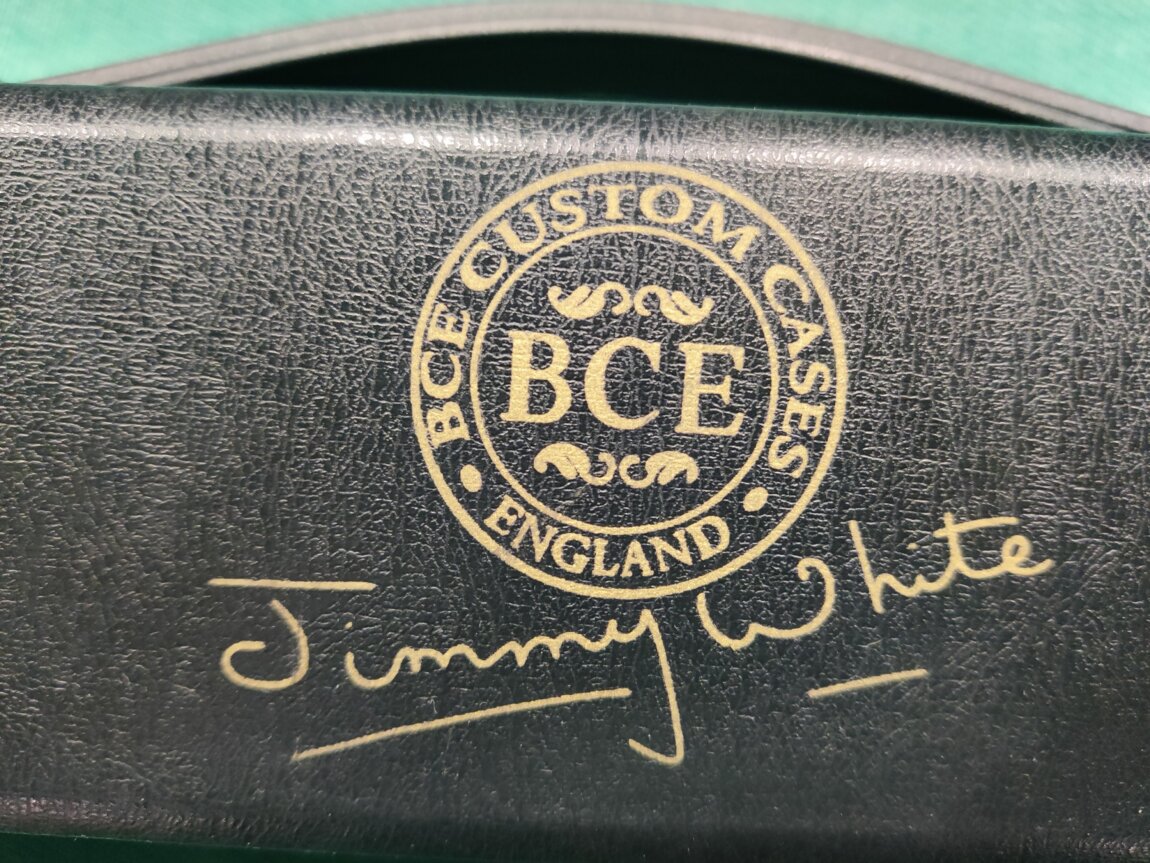 BCE CUSTOM CASES
BCE
ENGLAND
Jimmy White